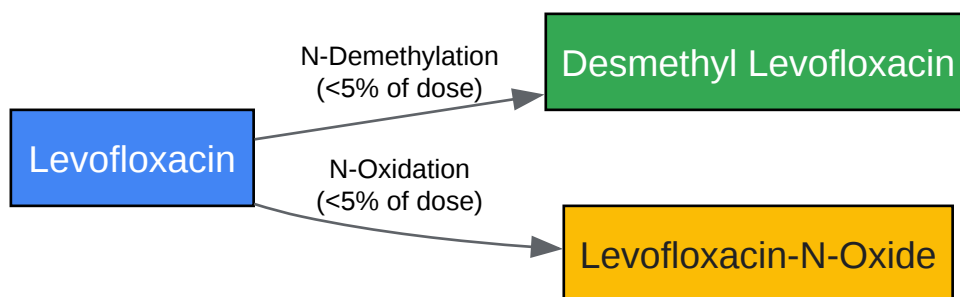 N-Demethylation
(<5% of dose)
Desmethyl Levofloxacin
Levofloxacin
N-Oxidation
(<5% of dose)
Levofloxacin-N-Oxide